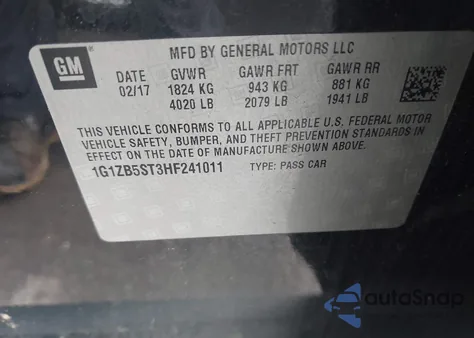 GM
MFD BY GENERAL MOTORS LLC
DATE GVWR GAWR FRT GAWR RR
02/17 1824 KG 943 KG 881 KG
4020 LB 2079 LB 1941 LB
THIS VEHICLE CONFORMS TO ALL APPLICABLE U.S. FEDERAL MOTOR
VEHICLE SAFETY, BUMPER, AND THEFT PREVENTION STANDARDS IN
EFFECT ON THE DATE OF MANUFACTURE SHOWN ABOVE.
1G1ZB5ST3HF241011 TYPE: PASS CAR
autoSnap